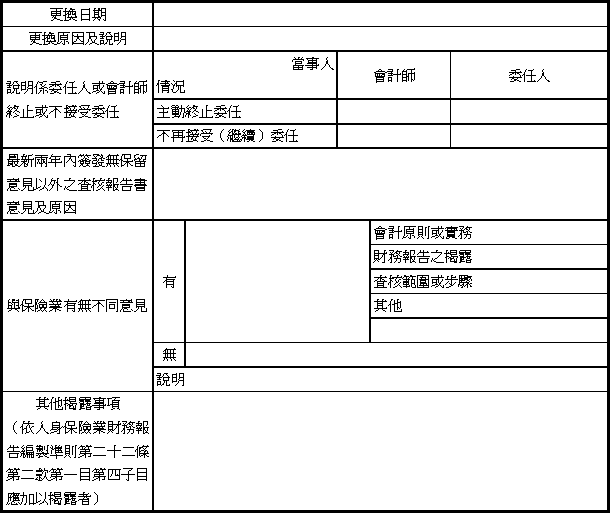 更換日期
更換原因及說明
說明係委任人或會計師
終止或不接受委任
當事人
情況
會計師
委任人
主動終止委任
不再接受（繼續）委任
最新兩年內簽發無保留
意見以外之查核報告書
意見及原因
與保險業有無不同意見
有
會計原則或實務
財務報告之揭露
查核範圍或步驟
其他
無
說明
其他揭露事項
（依人身保險業財務報
告編製準則第二十二條
第二款第一目第四子目
應加以揭露者）